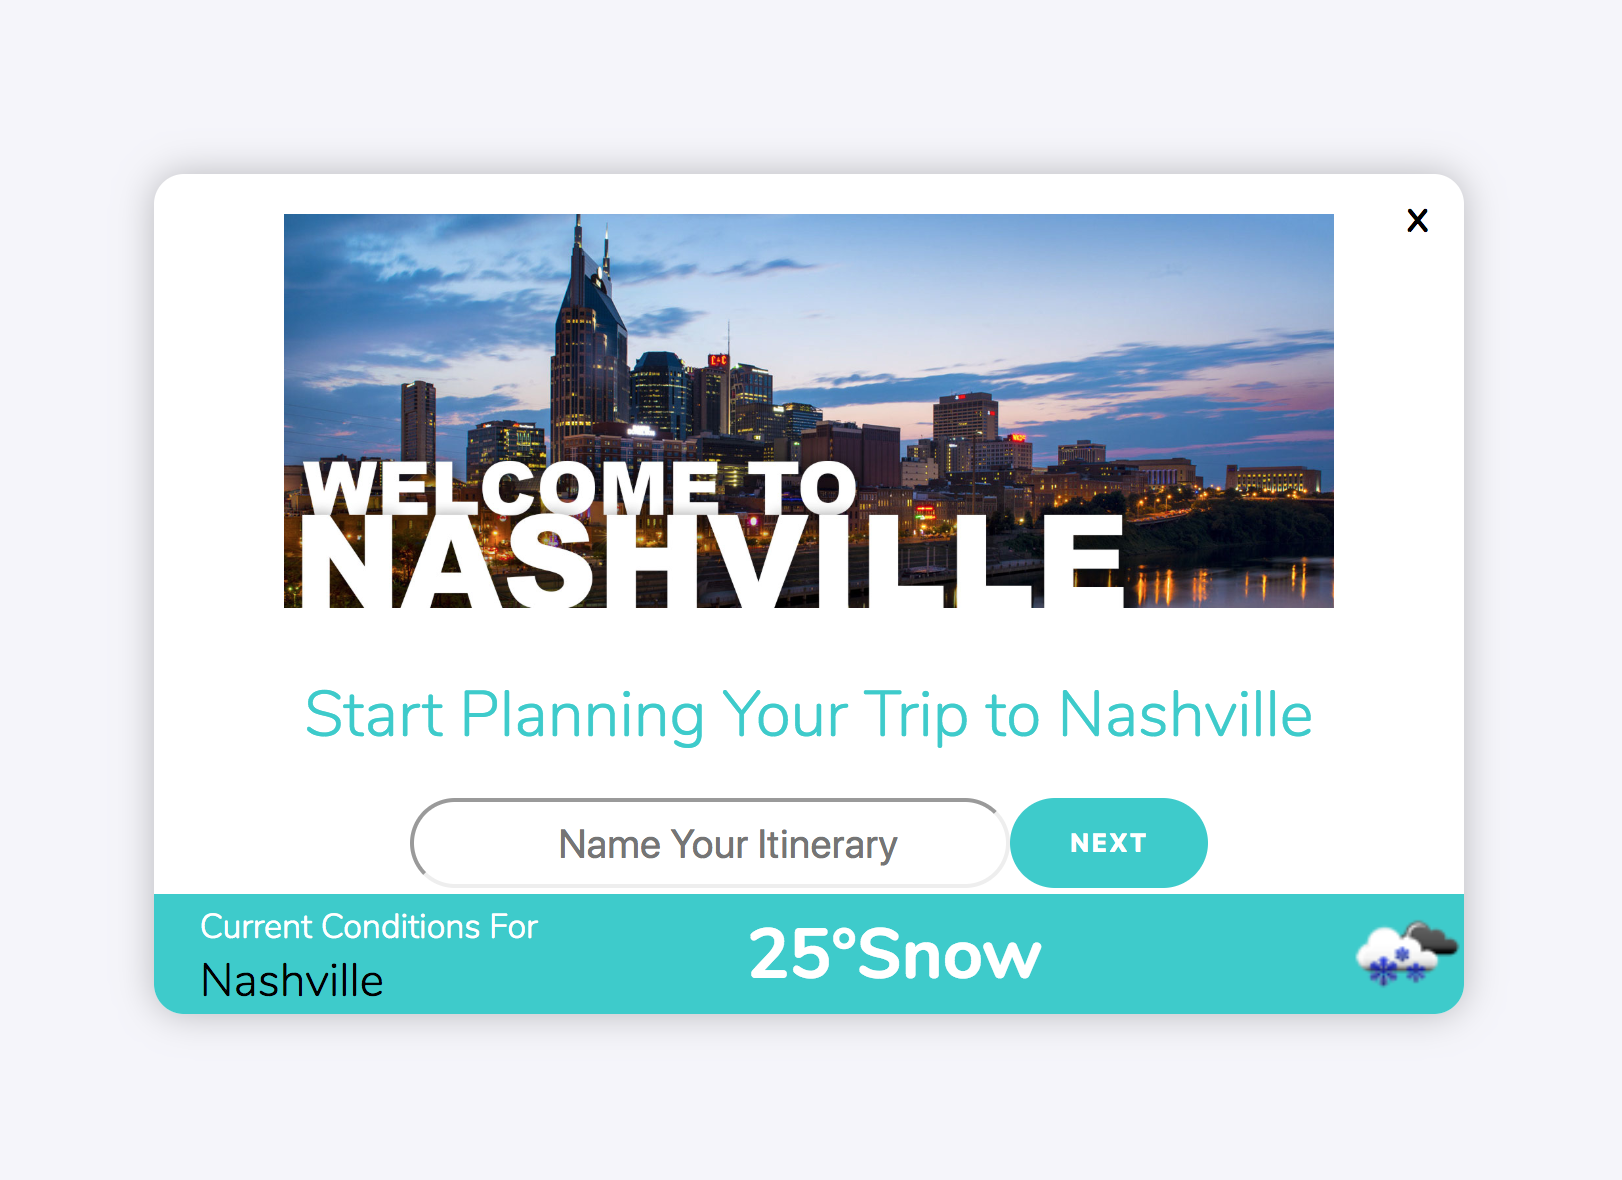 X
WELCOME TO
NASHVILLE
Start Planning Your Trip to Nashville
Name Your Itinerary
NEXT
Current Conditions For
Nashville
25°Snow